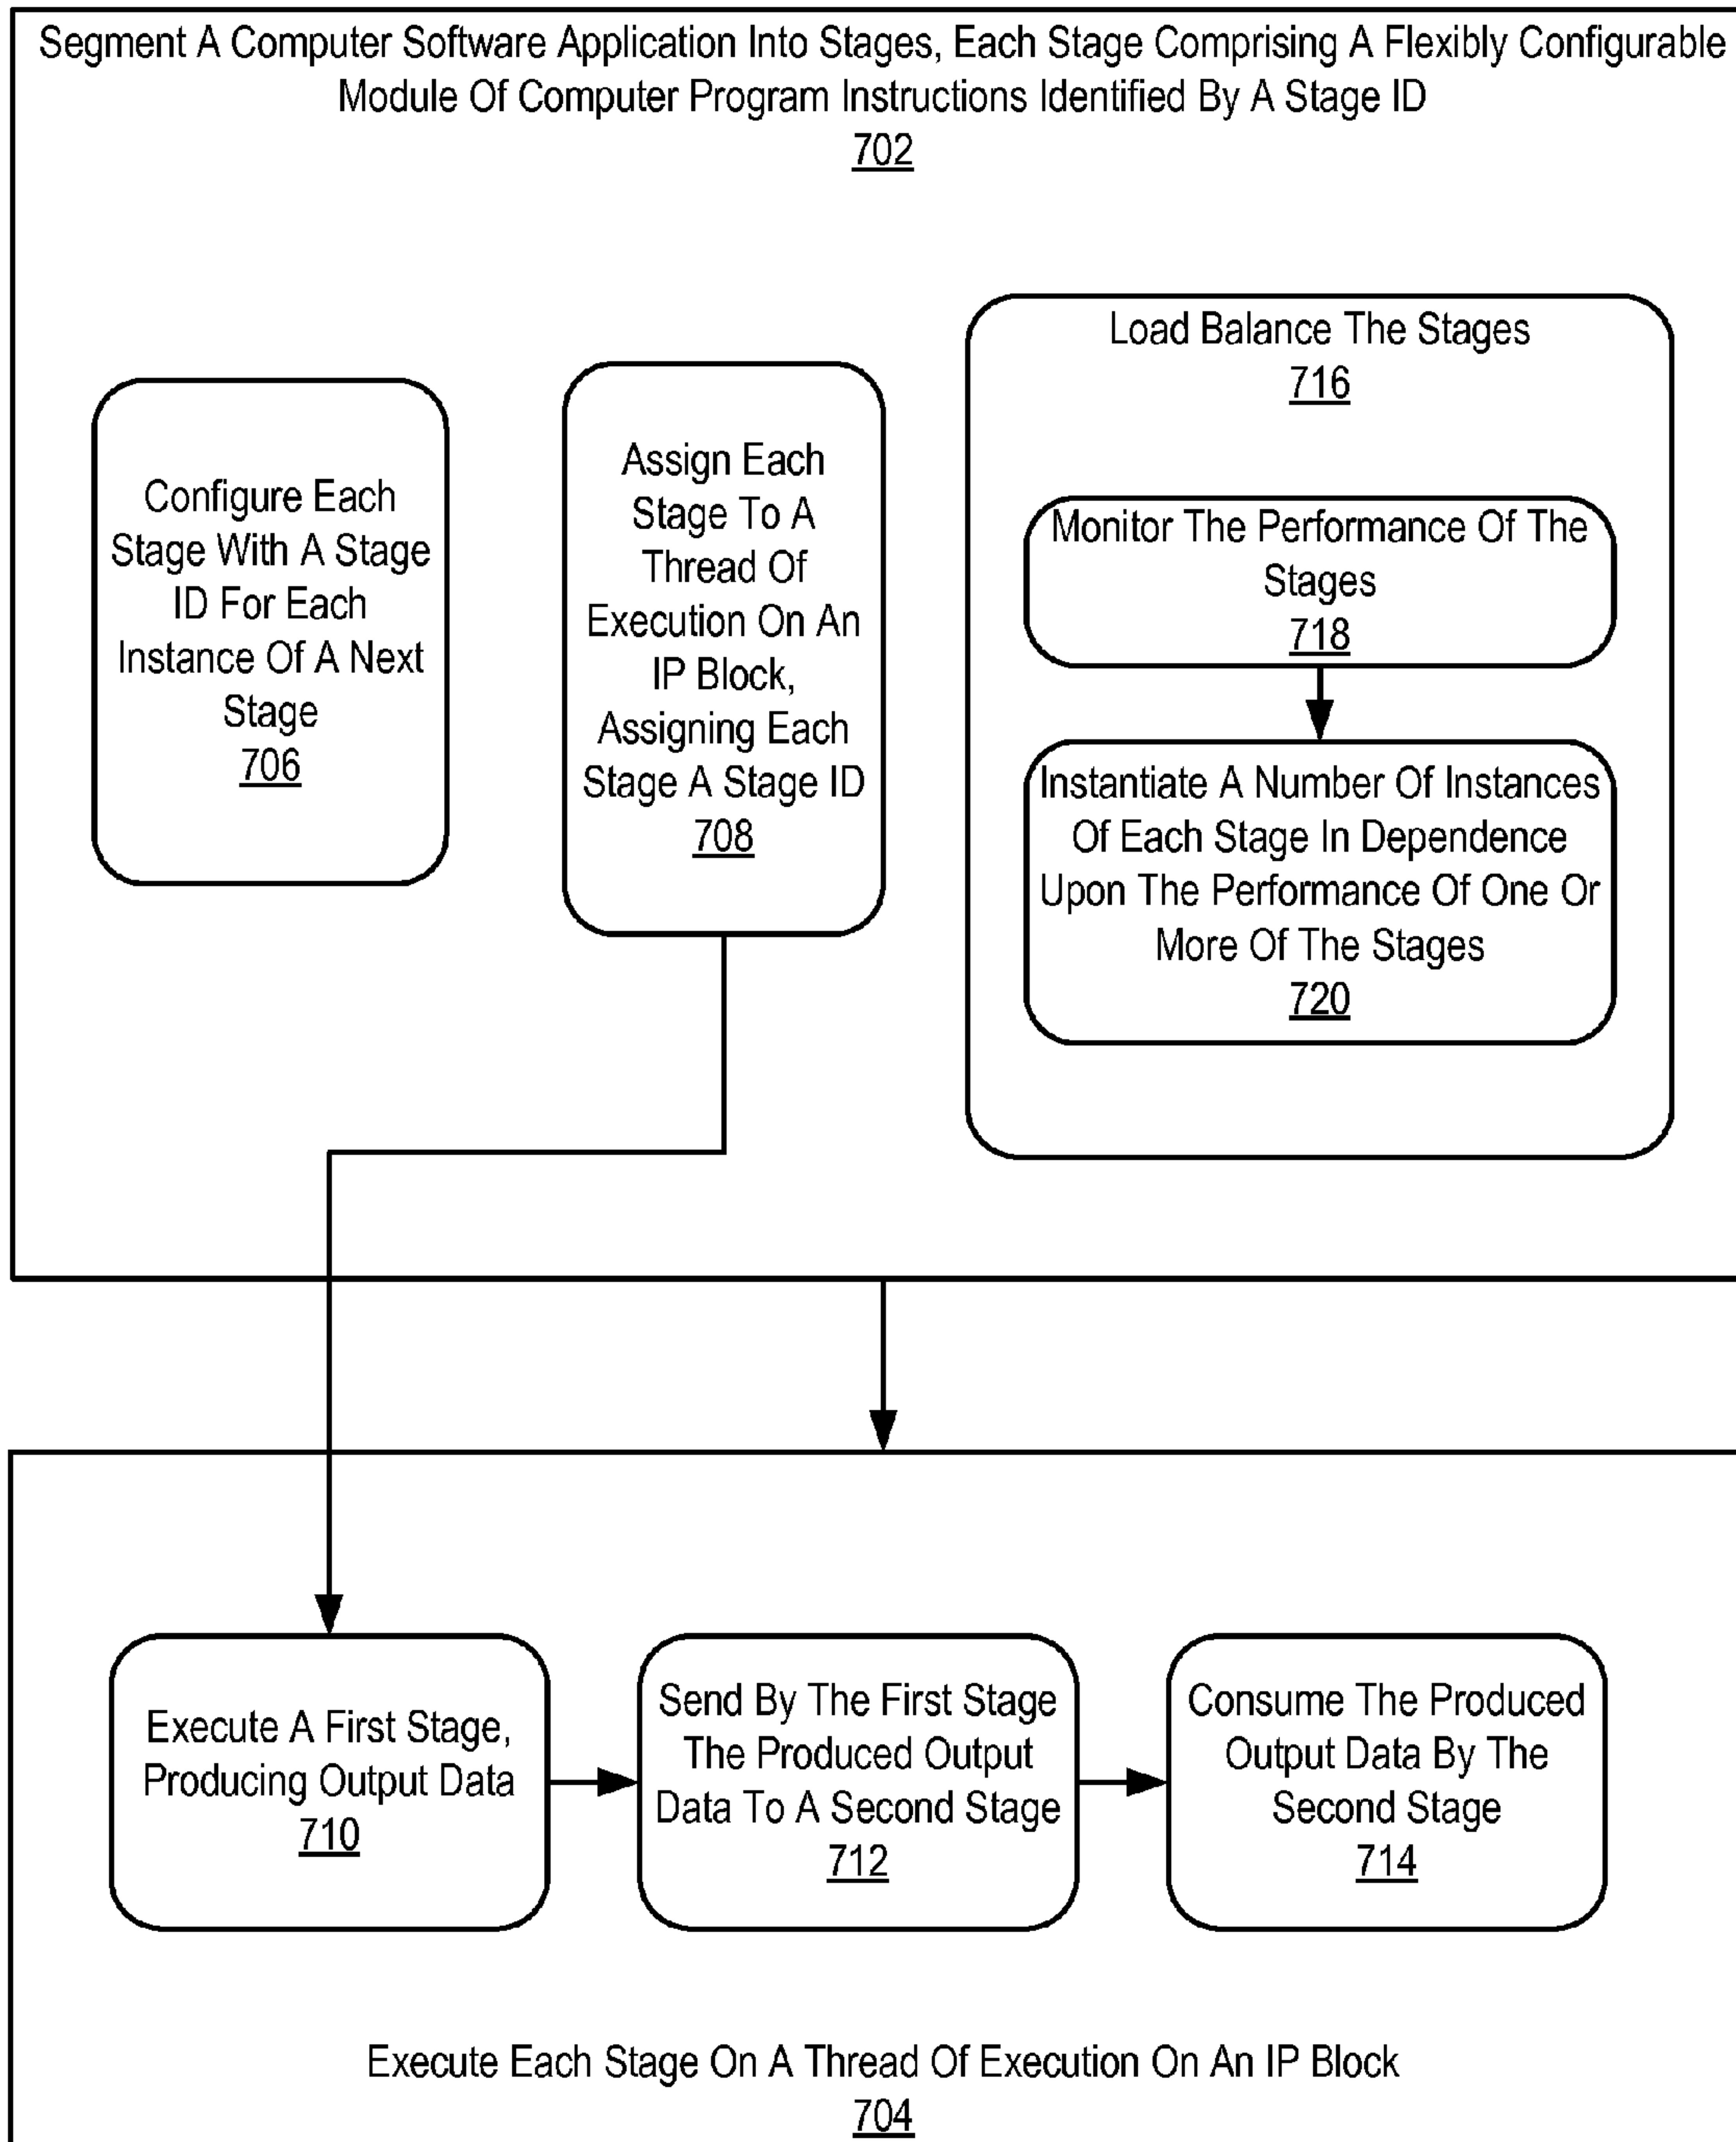 Segment A Computer Software Application Into Stages, Each Stage Comprising A Flexibly Configurable
Module Of Computer Program Instructions Identified By A Stage ID
702
Configure Each
Stage With A Stage
ID For Each
Instance Of A Next
Stage
706
Assign Each
Stage To A
Thread Of
Execution On An
IP Block,
Assigning Each
Stage A Stage ID
708
Load Balance The Stages
716
Monitor The Performance Of The
Stages
718
Instantiate A Number Of Instances
Of Each Stage In Dependence
Upon The Performance Of One Or
More Of The Stages
720
Execute A First Stage,
Producing Output Data
710
Send By The First Stage
The Produced Output
Data To A Second Stage
712
Consume The Produced
Output Data By The
Second Stage
714
Execute Each Stage On A Thread Of Execution On An IP Block
704